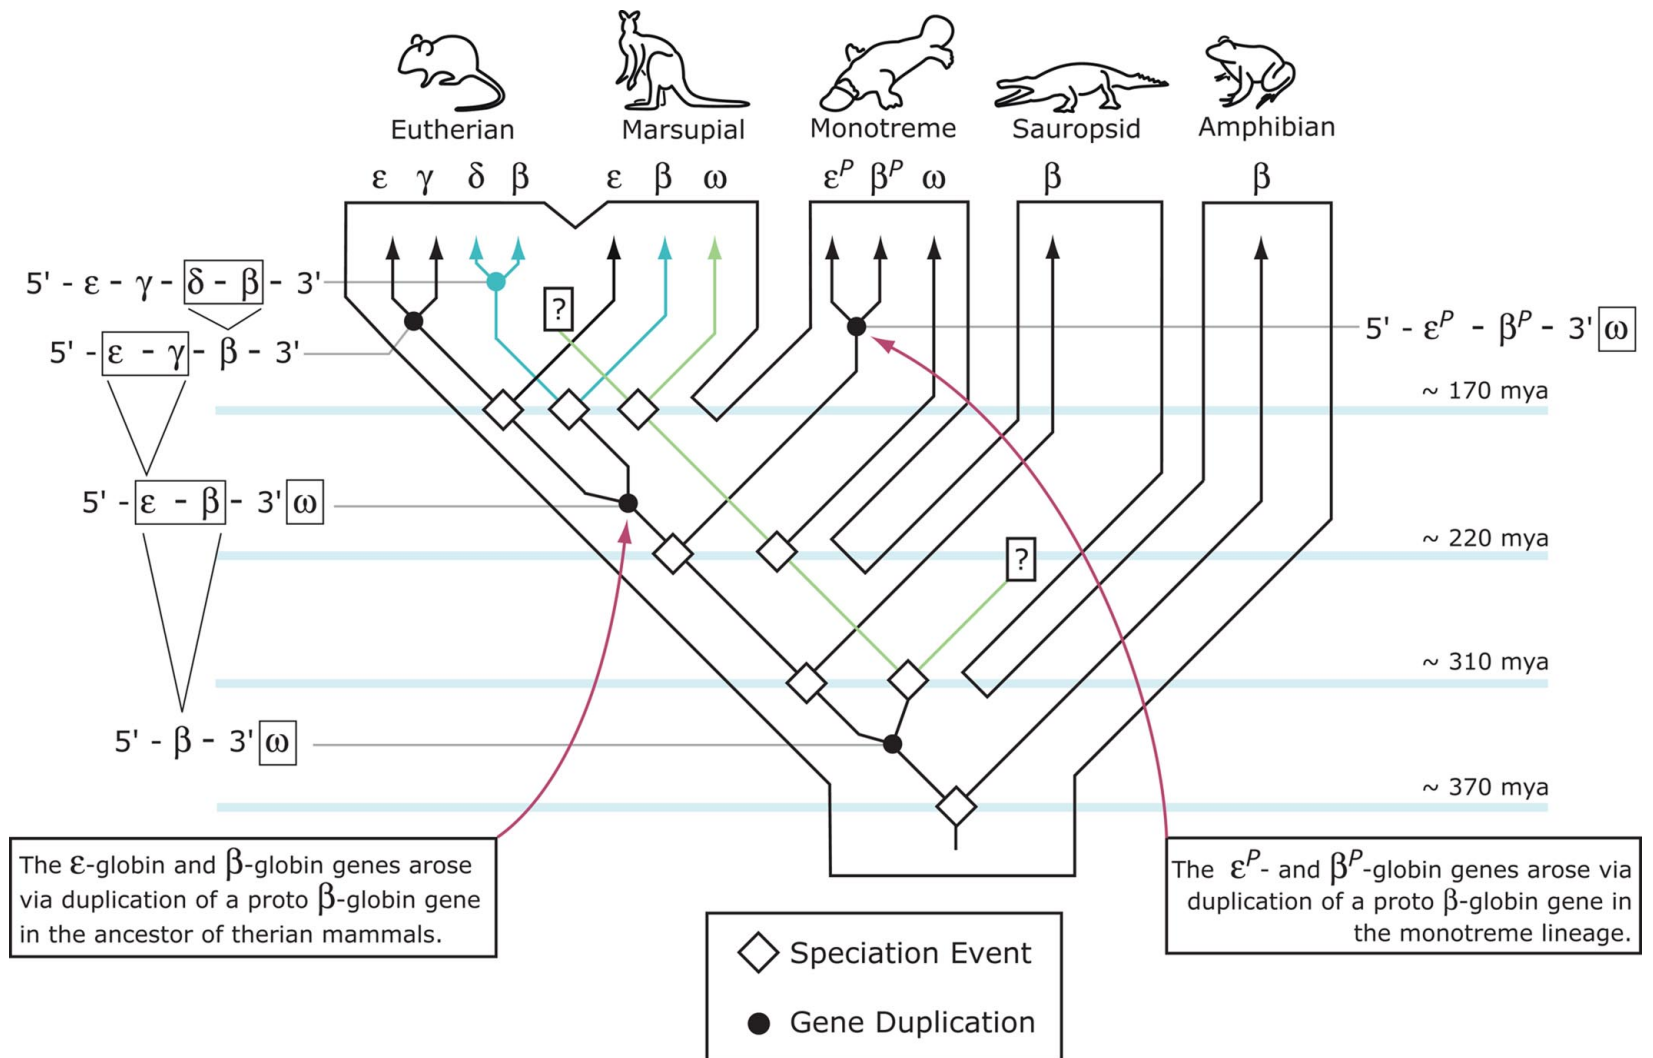 Eutherian Marsupial Monotreme Sauropsid Amphibian
ε γ δ β ε β ω εᴾ βᴾ ω β β
5' - ε - γ - δ - β - 3'
?
5' - εᴾ - βᴾ - 3' ω
5' - ε - γ - β - 3'
~ 170 mya
5' - ε - β - 3' ω
~ 220 mya
?
~ 310 mya
5' - β - 3' ω
~ 370 mya
The ε-globin and β-globin genes arose
via duplication of a proto β-globin gene
in the ancestor of therian mammals.
The εᴾ- and βᴾ-globin genes arose via
duplication of a proto β-globin gene in
the monotreme lineage.
Speciation Event
Gene Duplication